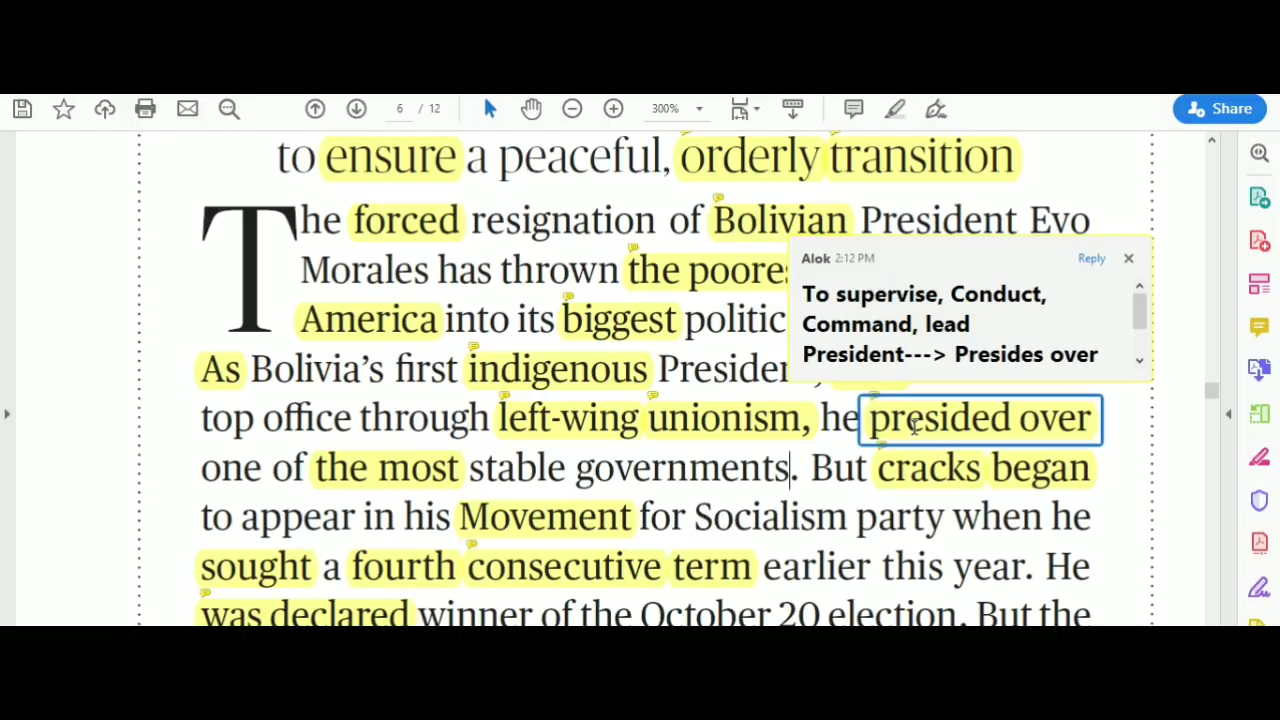 6 / 12
300%
Share
to ensure a peaceful, orderly transition
The forced resignation of Bolivian President Evo
Morales has thrown the poores
America into its biggest politic
As Bolivia's first indigenous President,
top office through left-wing unionism, he presided over
one of the most stable governments. But cracks began
to appear in his Movement for Socialism party when he
sought a fourth consecutive term earlier this year. He
was declared winner of the October 20 election. But the
Alok 2:12 PM
Reply
To supervise, Conduct,
Command, lead
President---> Presides over